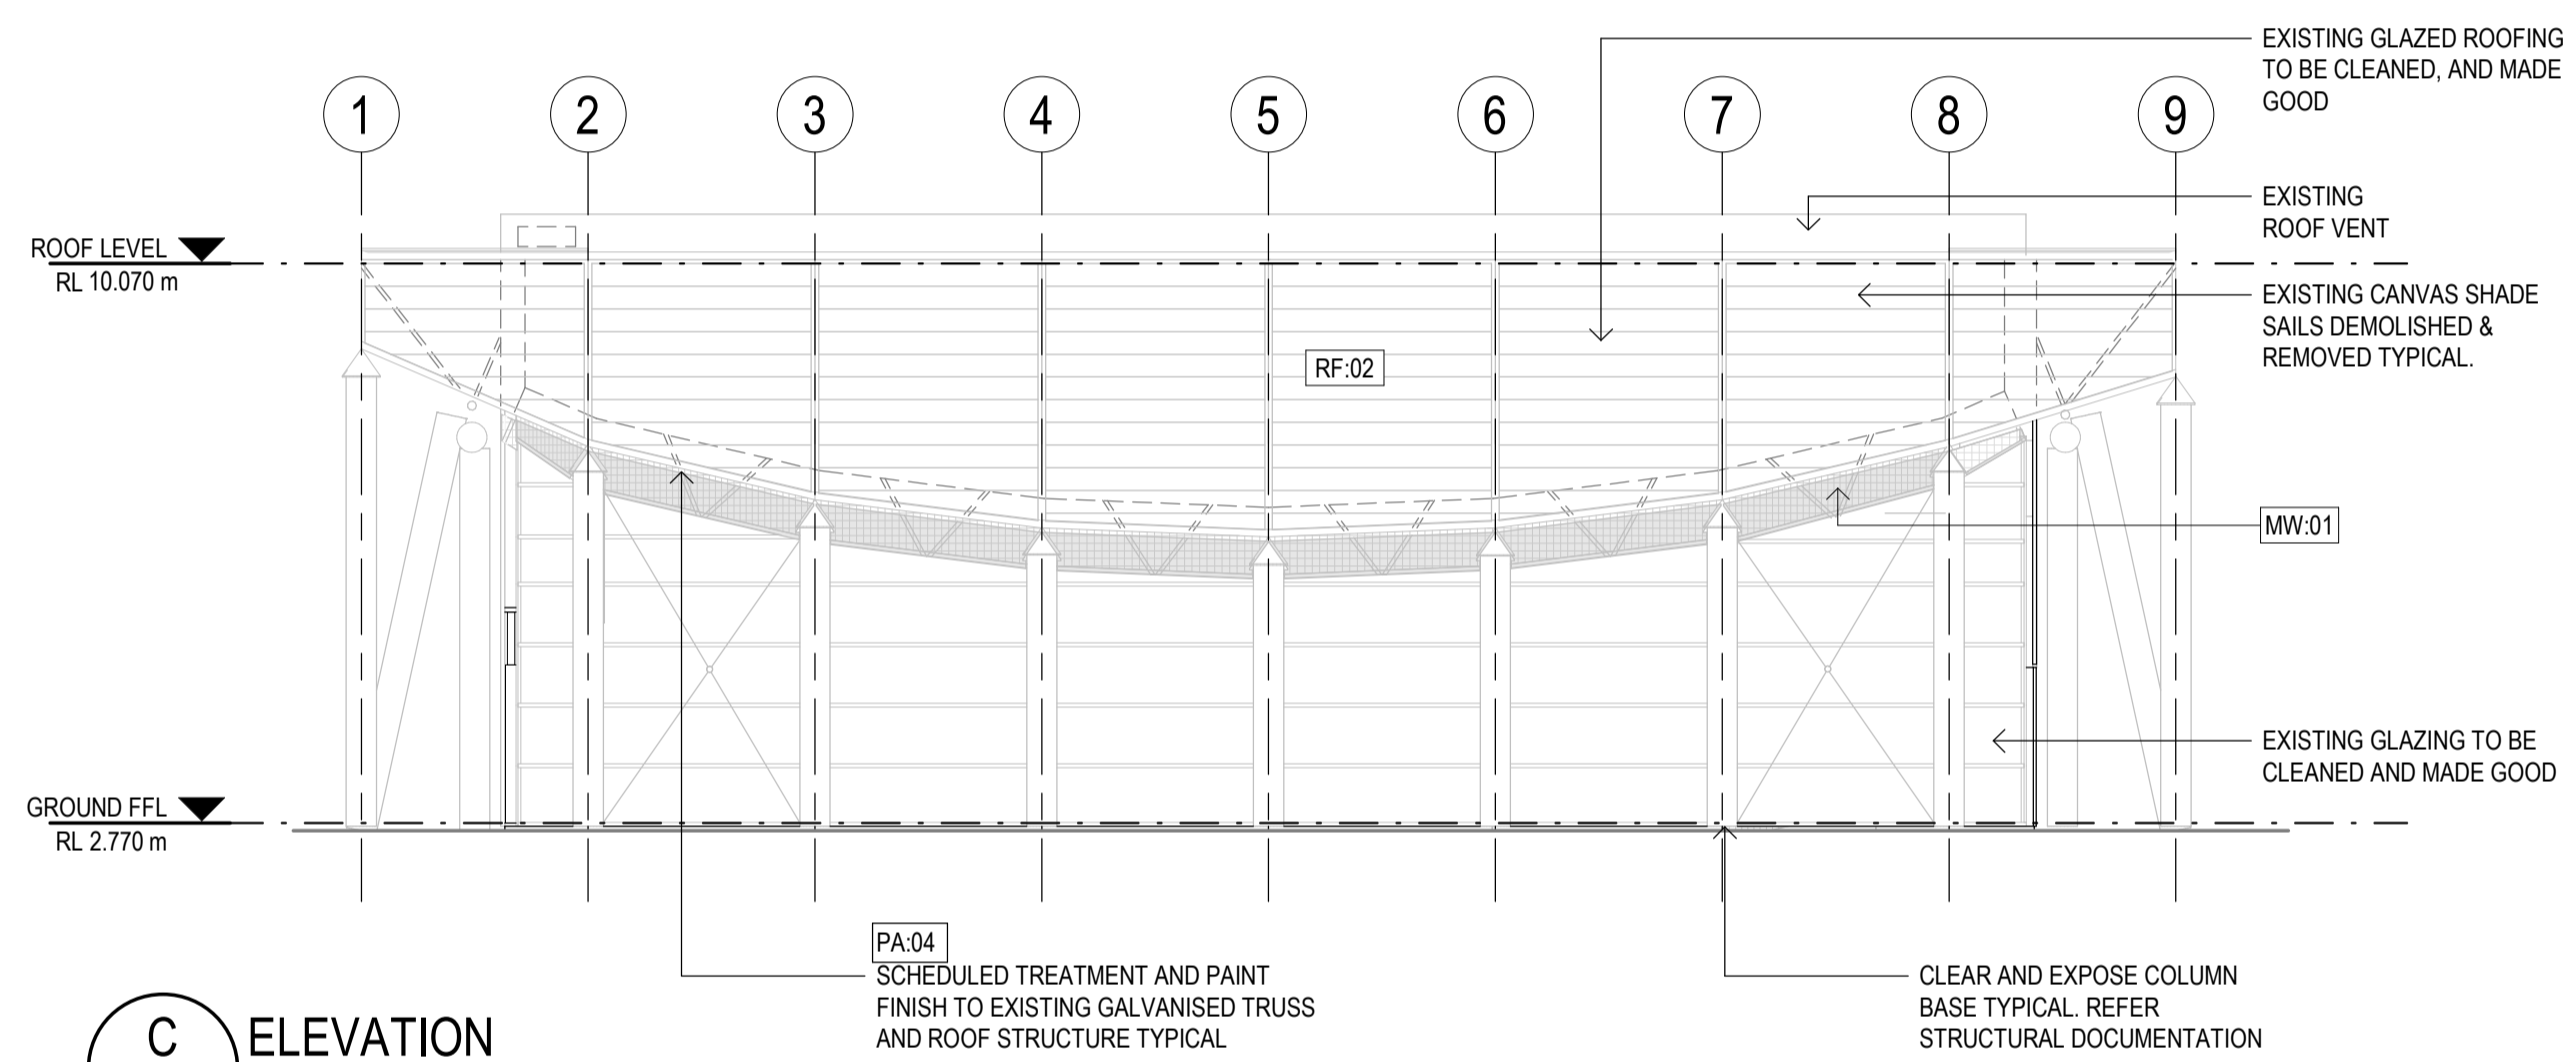 EXISTING GLAZED ROOFING
TO BE CLEANED, AND MADE
GOOD
1
2
3
4
5
6
7
8
9
EXISTING
ROOF VENT
ROOF LEVEL
RL 10.070 m
EXISTING CANVAS SHADE
SAILS DEMOLISHED &
REMOVED TYPICAL.
RF:02
MW:01
EXISTING GLAZING TO BE
CLEANED AND MADE GOOD
GROUND FFL
RL 2.770 m
PA:04
SCHEDULED TREATMENT AND PAINT
FINISH TO EXISTING GALVANISED TRUSS
AND ROOF STRUCTURE TYPICAL
CLEAR AND EXPOSE COLUMN
BASE TYPICAL. REFER
STRUCTURAL DOCUMENTATION
C
ELEVATION